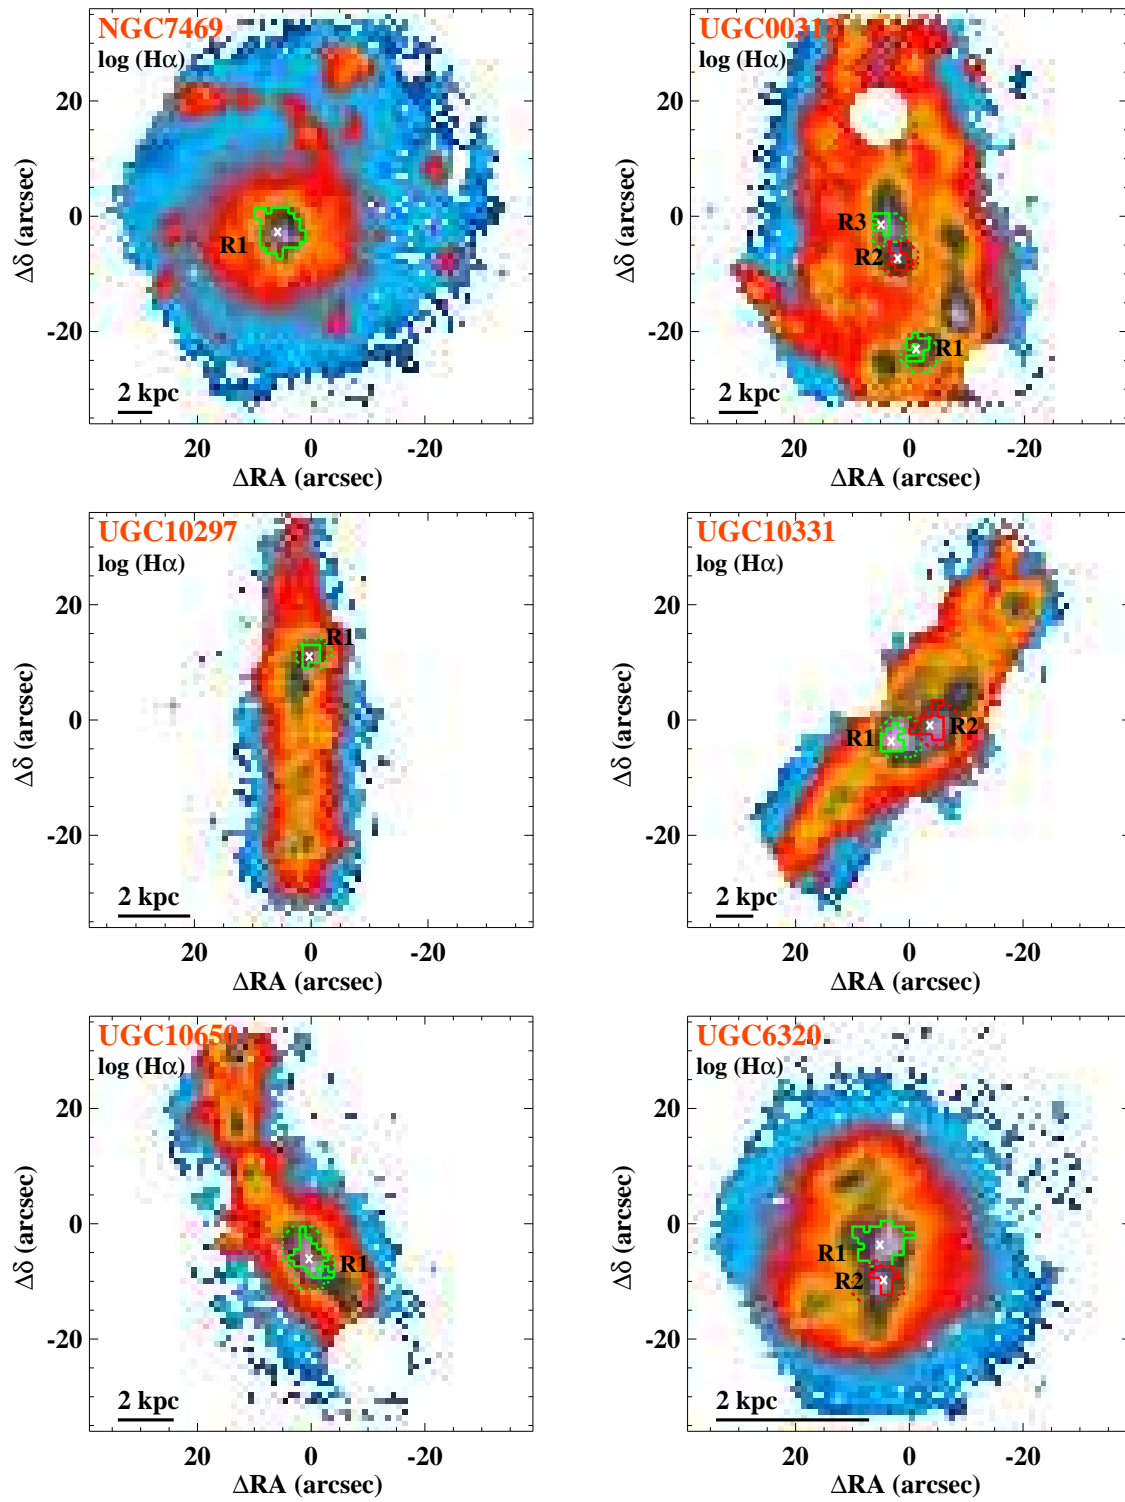 NGC7469
log (Hα)
R1
2 kpc
20
0
-20
20
0
-20
Δδ (arcsec)
ΔRA (arcsec)
UGC00312
log (Hα)
R3
R2
R1
2 kpc
20
0
-20
20
0
-20
Δδ (arcsec)
ΔRA (arcsec)
UGC10297
log (Hα)
R1
2 kpc
20
0
-20
20
0
-20
Δδ (arcsec)
ΔRA (arcsec)
UGC10331
log (Hα)
R1
R2
2 kpc
20
0
-20
20
0
-20
Δδ (arcsec)
ΔRA (arcsec)
UGC10650
log (Hα)
R1
2 kpc
20
0
-20
20
0
-20
Δδ (arcsec)
ΔRA (arcsec)
UGC6320
log (Hα)
R1
R2
2 kpc
20
0
-20
20
0
-20
Δδ (arcsec)
ΔRA (arcsec)